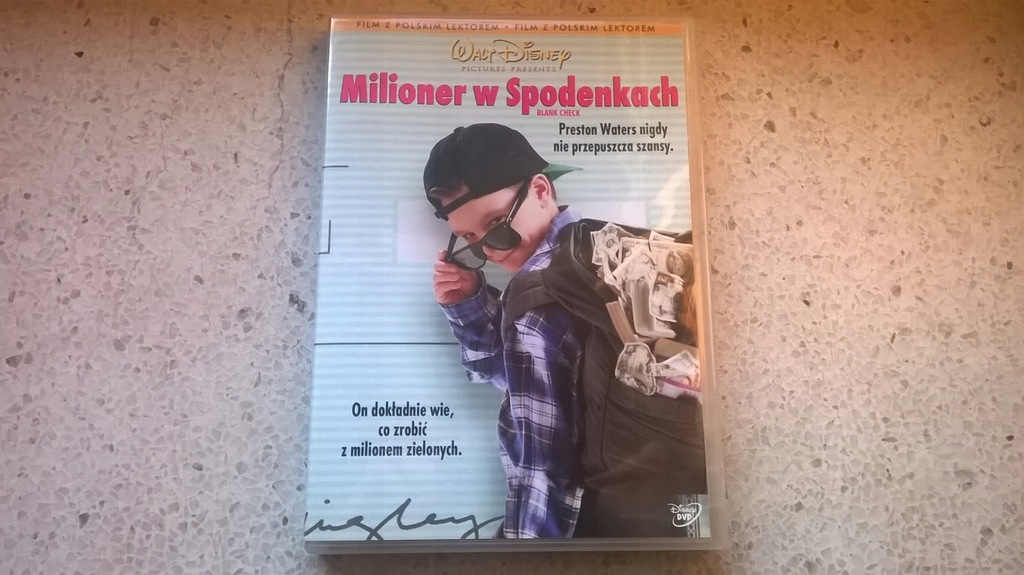 FILM Z POLSKIM LEKTOREM • FILM Z POLSKIM LEKTOREM
WALT DISNEY
PICTURES PRESENTS
Milioner w Spodenkach
BLANK CHECK
Preston Waters nigdy
nie przepuszcza szansy.
On dokładnie wie,
co zrobić
z milionem zielonych.
Disney
DVD